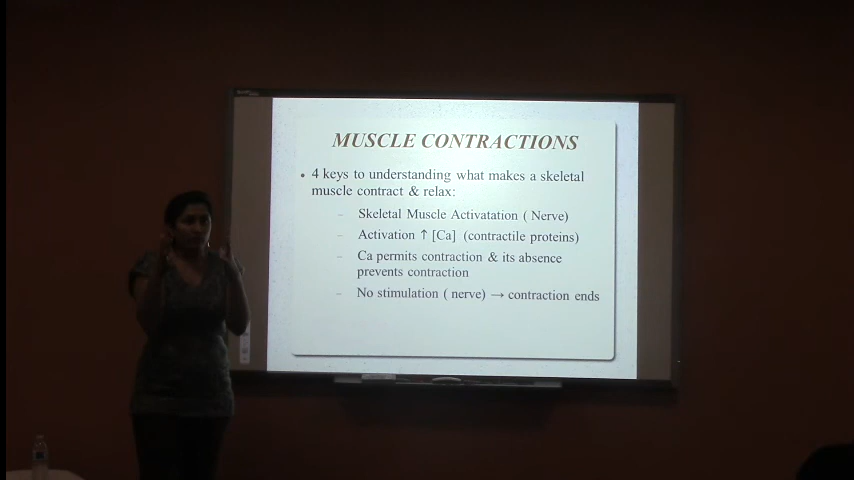 MUSCLE CONTRACTIONS
• 4 keys to understanding what makes a skeletal
muscle contract & relax:
– Skeletal Muscle Activatation ( Nerve)
– Activation ↑ [Ca] (contractile proteins)
– Ca permits contraction & its absence
prevents contraction
– No stimulation ( nerve) → contraction ends